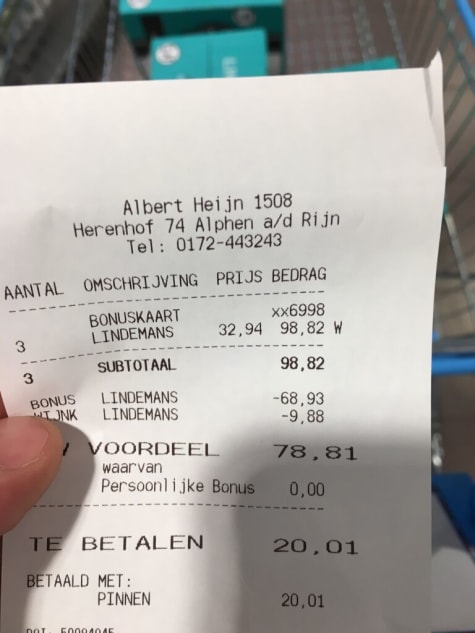 Albert Heijn 1508
Herenhof 74 Alphen a/d Rijn
Tel: 0172-443243
AANTAL OMSCHRIJVING PRIJS BEDRAG
BONUSKAART xx6998
3 LINDEMANS 32,94 98,82 W
3 SUBTOTAAL 98,82
BONUS LINDEMANS -68,93
WIJNK LINDEMANS -9,88
VOORDEEL 78,81
waarvan
Persoonlijke Bonus 0,00
TE BETALEN 20,01
BETAALD MET:
PINNEN 20,01